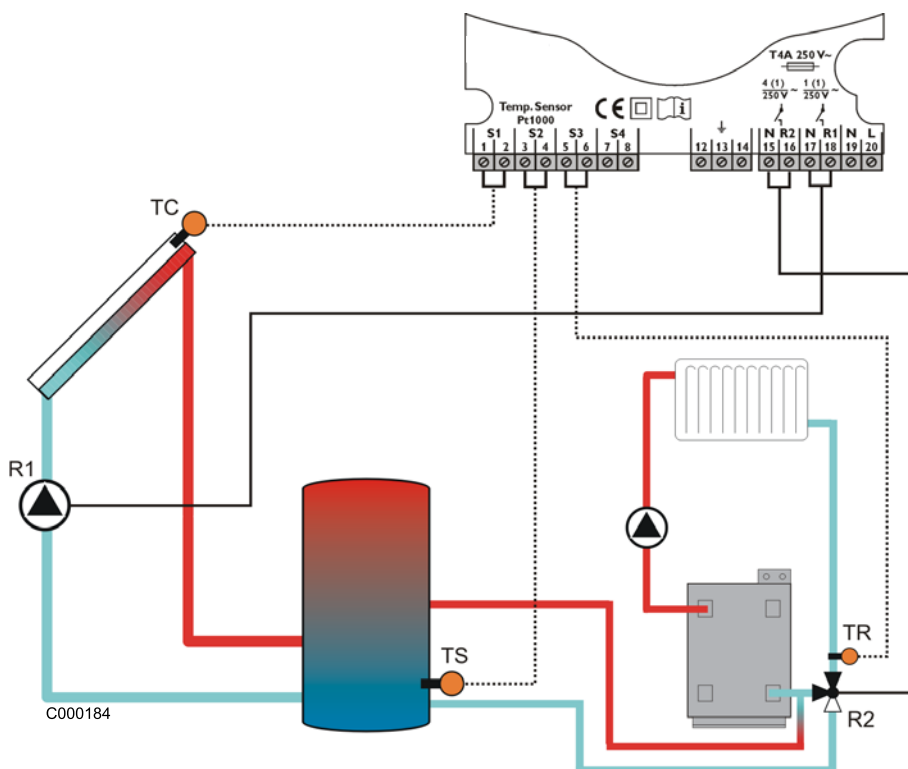 T4A 250 V~
4 (1)
250 V ~
1 (1)
250 V ~
Temp. Sensor
Pt1000
CE i
S1 S2 S3 S4
N R2 N R1 N L
1 2 3 4 5 6 7 8 12 13 14 15 16 17 18 19 20
TC
R1
TS
TR
R2
C000184